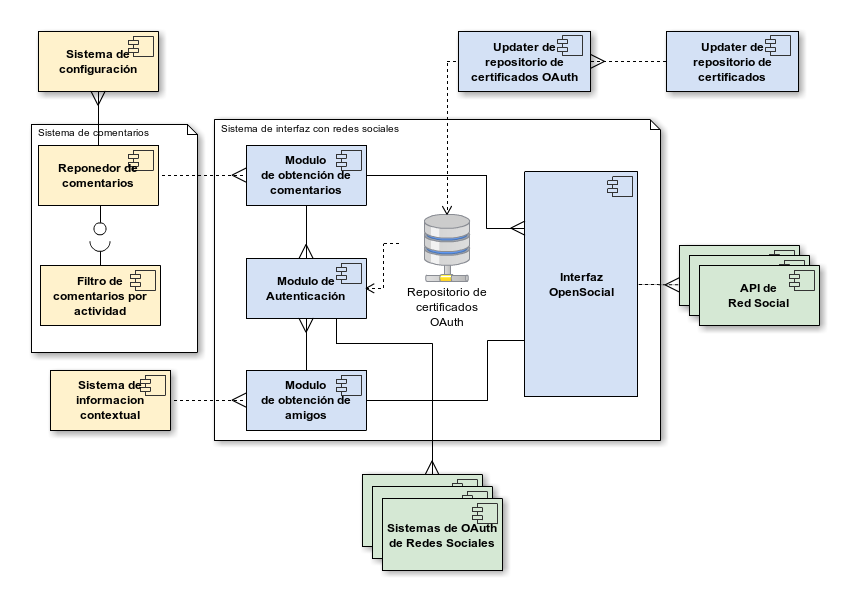 Sistema de
configuración
Updater de
repositorio de
certificados OAuth
Updater de
repositorio de
certificados
Sistema de comentarios
Sistema de interfaz con redes sociales
Reponedor de
comentarios
Modulo
de obtención de
comentarios
Filtro de
comentarios por
actividad
Modulo de
Autenticación
Repositorio de
certificados
OAuth
Interfaz
OpenSocial
API de
Red Social
Sistema de
informacion
contextual
Modulo
de obtención de
amigos
Sistemas de OAuth
de Redes Sociales